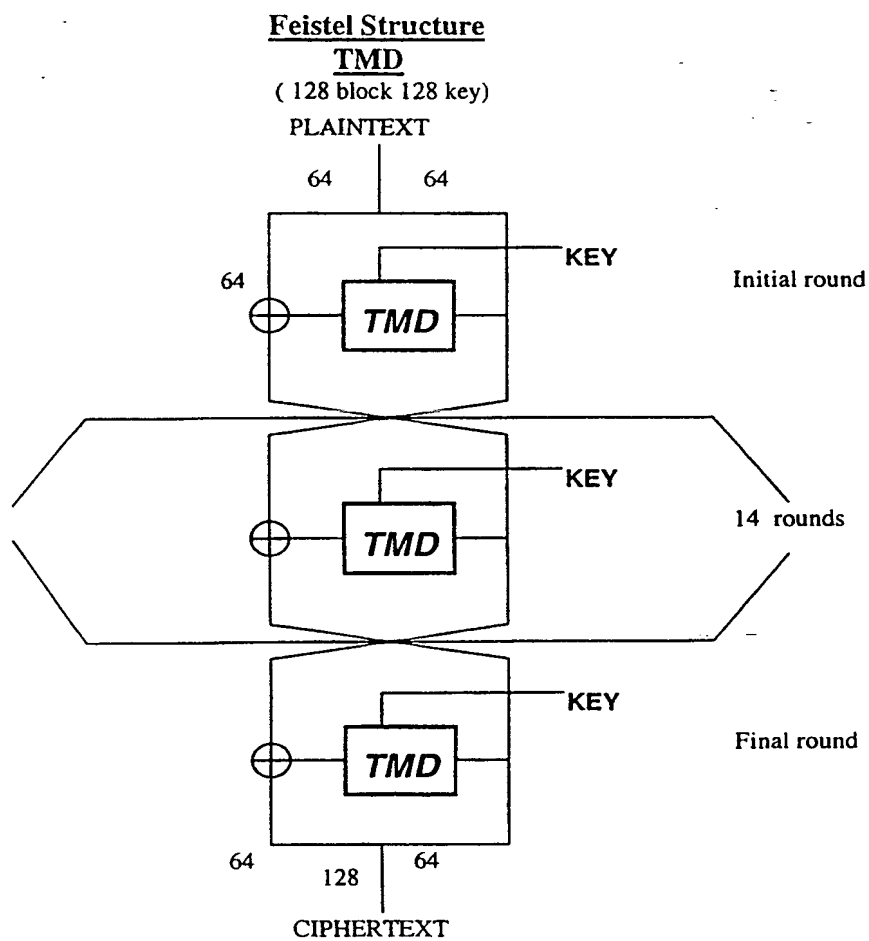 Feistel Structure
TMD
( 128 block 128 key)
PLAINTEXT
64 64
KEY
64
Initial round
TMD
KEY
14 rounds
TMD
KEY
TMD
Final round
64 64
128
CIPHERTEXT